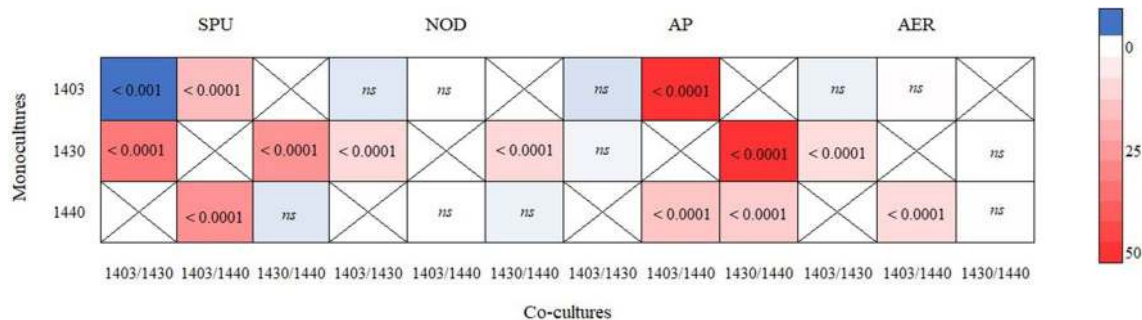 SPU NOD AP AER
0
1403 < 0.001 < 0.0001 ns ns ns < 0.0001 ns ns
Monocultures
1430 < 0.0001 < 0.0001 < 0.0001 < 0.0001 ns < 0.0001 < 0.0001 ns
25
1440 < 0.0001 ns ns ns < 0.0001 < 0.0001 < 0.0001 ns
50
1403/1430 1403/1440 1430/1440 1403/1430 1403/1440 1430/1440 1403/1430 1403/1440 1430/1440 1403/1430 1403/1440 1430/1440
Co-cultures